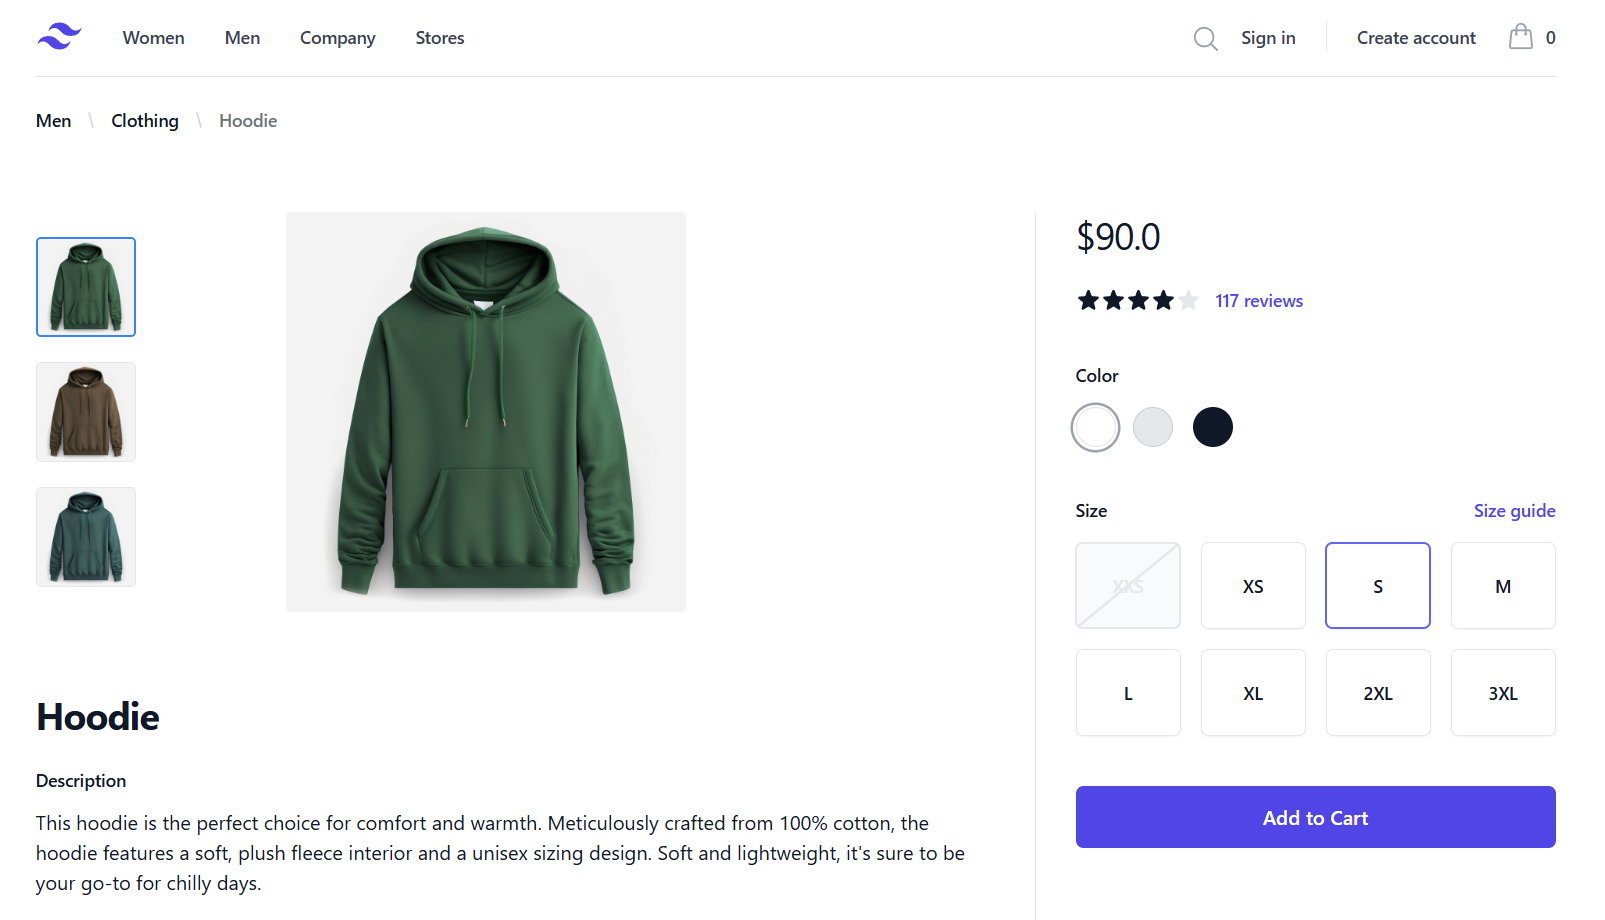 Women Men Company Stores Sign in Create account 0
Men \ Clothing \ Hoodie
$90.0
117 reviews
Color
Size Size guide
XXS XS S M
L XL 2XL 3XL
Add to Cart
Hoodie
Description
This hoodie is the perfect choice for comfort and warmth. Meticulously crafted from 100% cotton, the
hoodie features a soft, plush fleece interior and a unisex sizing design. Soft and lightweight, it's sure to be
your go-to for chilly days.